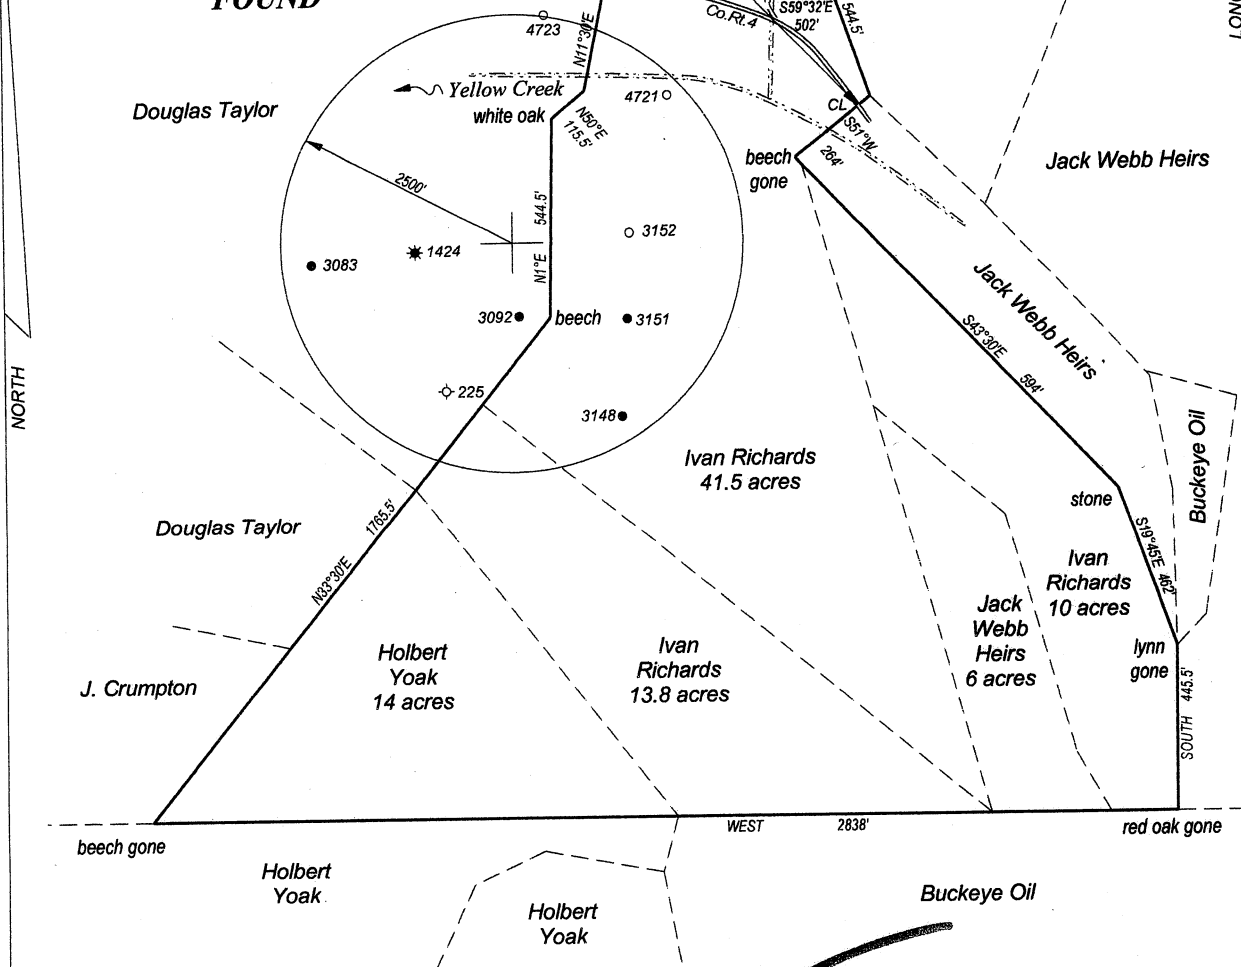 FOUND
4723
N11°30'E
Co.Rt.4
S59°32'E
502'
544.5'
Yellow Creek
white oak
4721
N50°E
115.5'
CL
S51°W
264'
beech
gone
Douglas Taylor
Jack Webb Heirs
2500'
544.5'
N1°E
3152
1424
3083
3092
beech
3151
225
3148
NORTH
Jack Webb Heirs
S43°30'E
594'
Ivan Richards
41.5 acres
Buckeye Oil
stone
S19°45'E 462'
Douglas Taylor
1765.5'
N33°30'E
Ivan
Richards
10 acres
Jack
Webb
Heirs
6 acres
lynn
gone
445.5'
SOUTH
J. Crumpton
Holbert
Yoak
14 acres
Ivan
Richards
13.8 acres
WEST 2838'
red oak gone
beech gone
Holbert
Yoak
Holbert
Yoak
Buckeye Oil